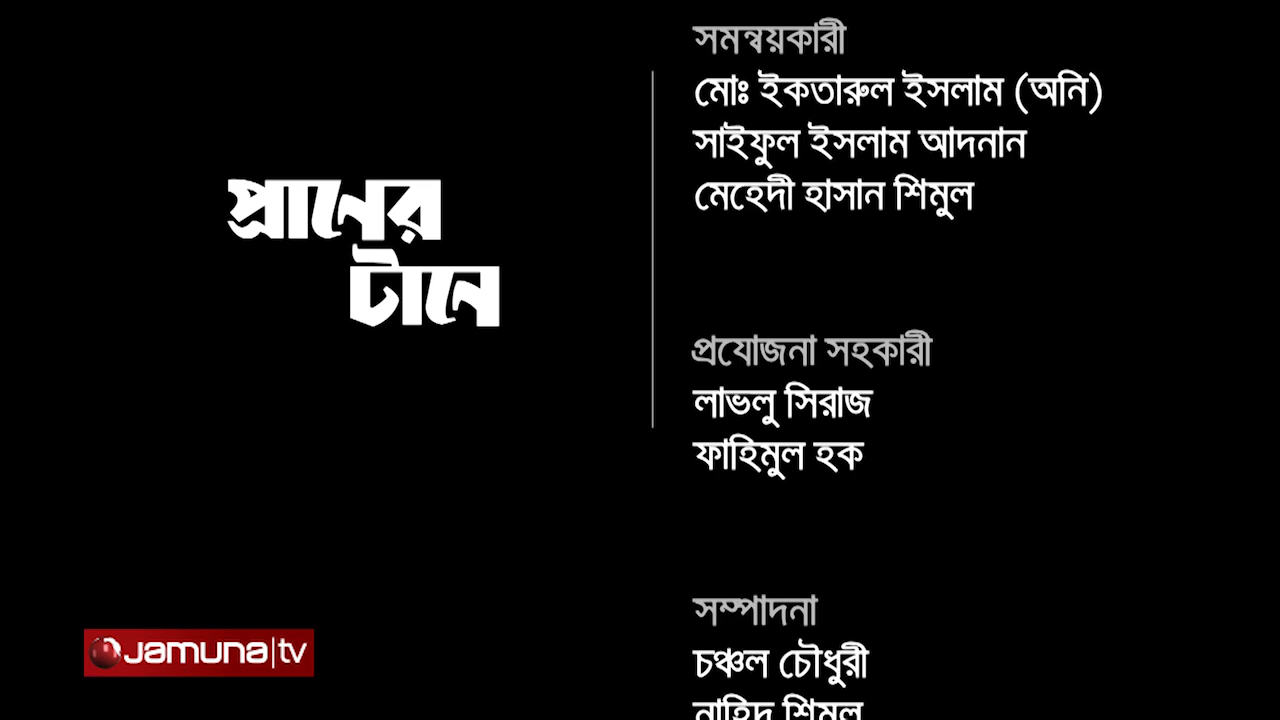 প্রাণের
টানে
সমন্বয়কারী
মোঃ ইকতারুল ইসলাম (অনি)
সাইফুল ইসলাম আদনান
মেহেদী হাসান শিমুল
প্রযোজনা সহকারী
লাভলু সিরাজ
ফাহিমুল হক
সম্পাদনা
চঞ্চল চৌধুরী
নাহিদ শিমুল
Jamuna|tv